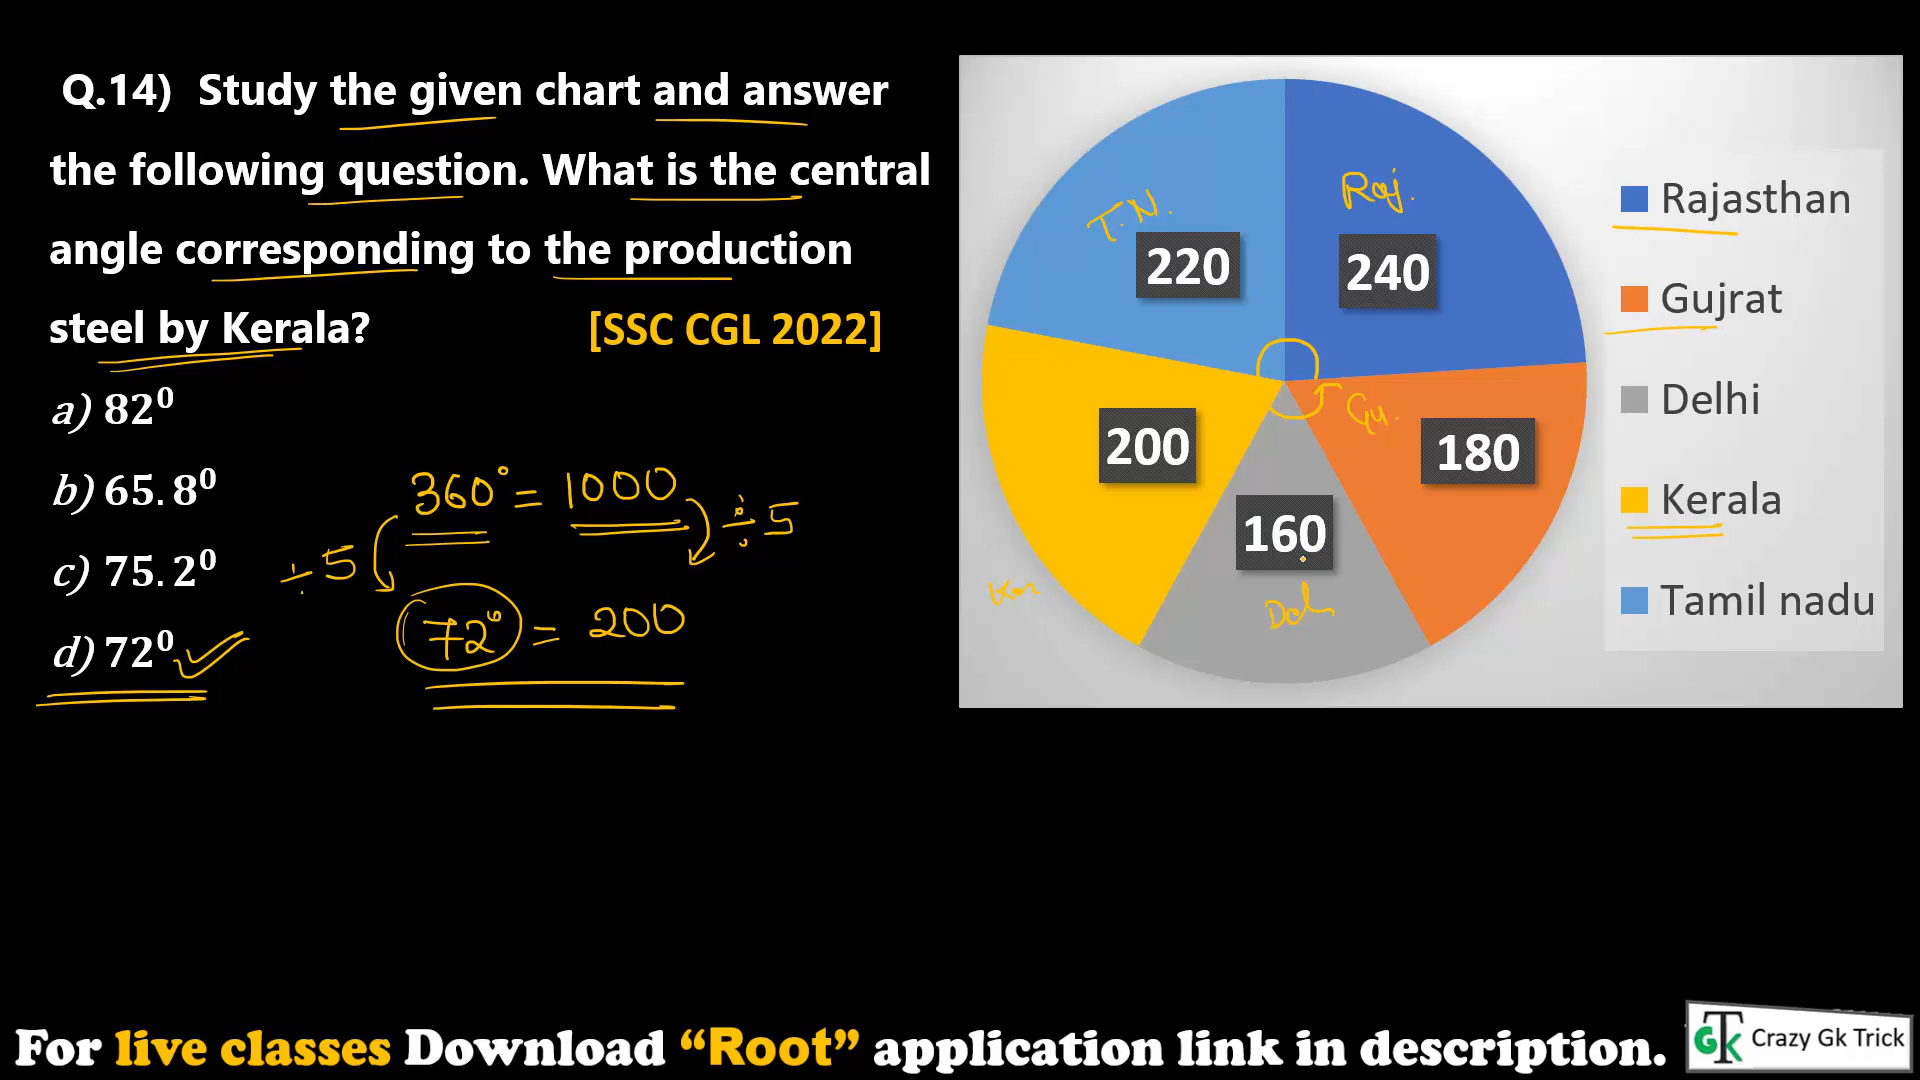 Q.14) Study the given chart and answer
the following question. What is the central
angle corresponding to the production
steel by Kerala? [SSC CGL 2022]
a) 82⁰
b) 65.8⁰
c) 75.2⁰
d) 72⁰
360° = 1000
÷5
÷5
72° = 200
T.N.
220
Raj.
240
Gu.
180
200
160
Del
Ker
Rajasthan
Gujrat
Delhi
Kerala
Tamil nadu
For live classes Download “Root” application link in description.
GTK Crazy Gk Trick